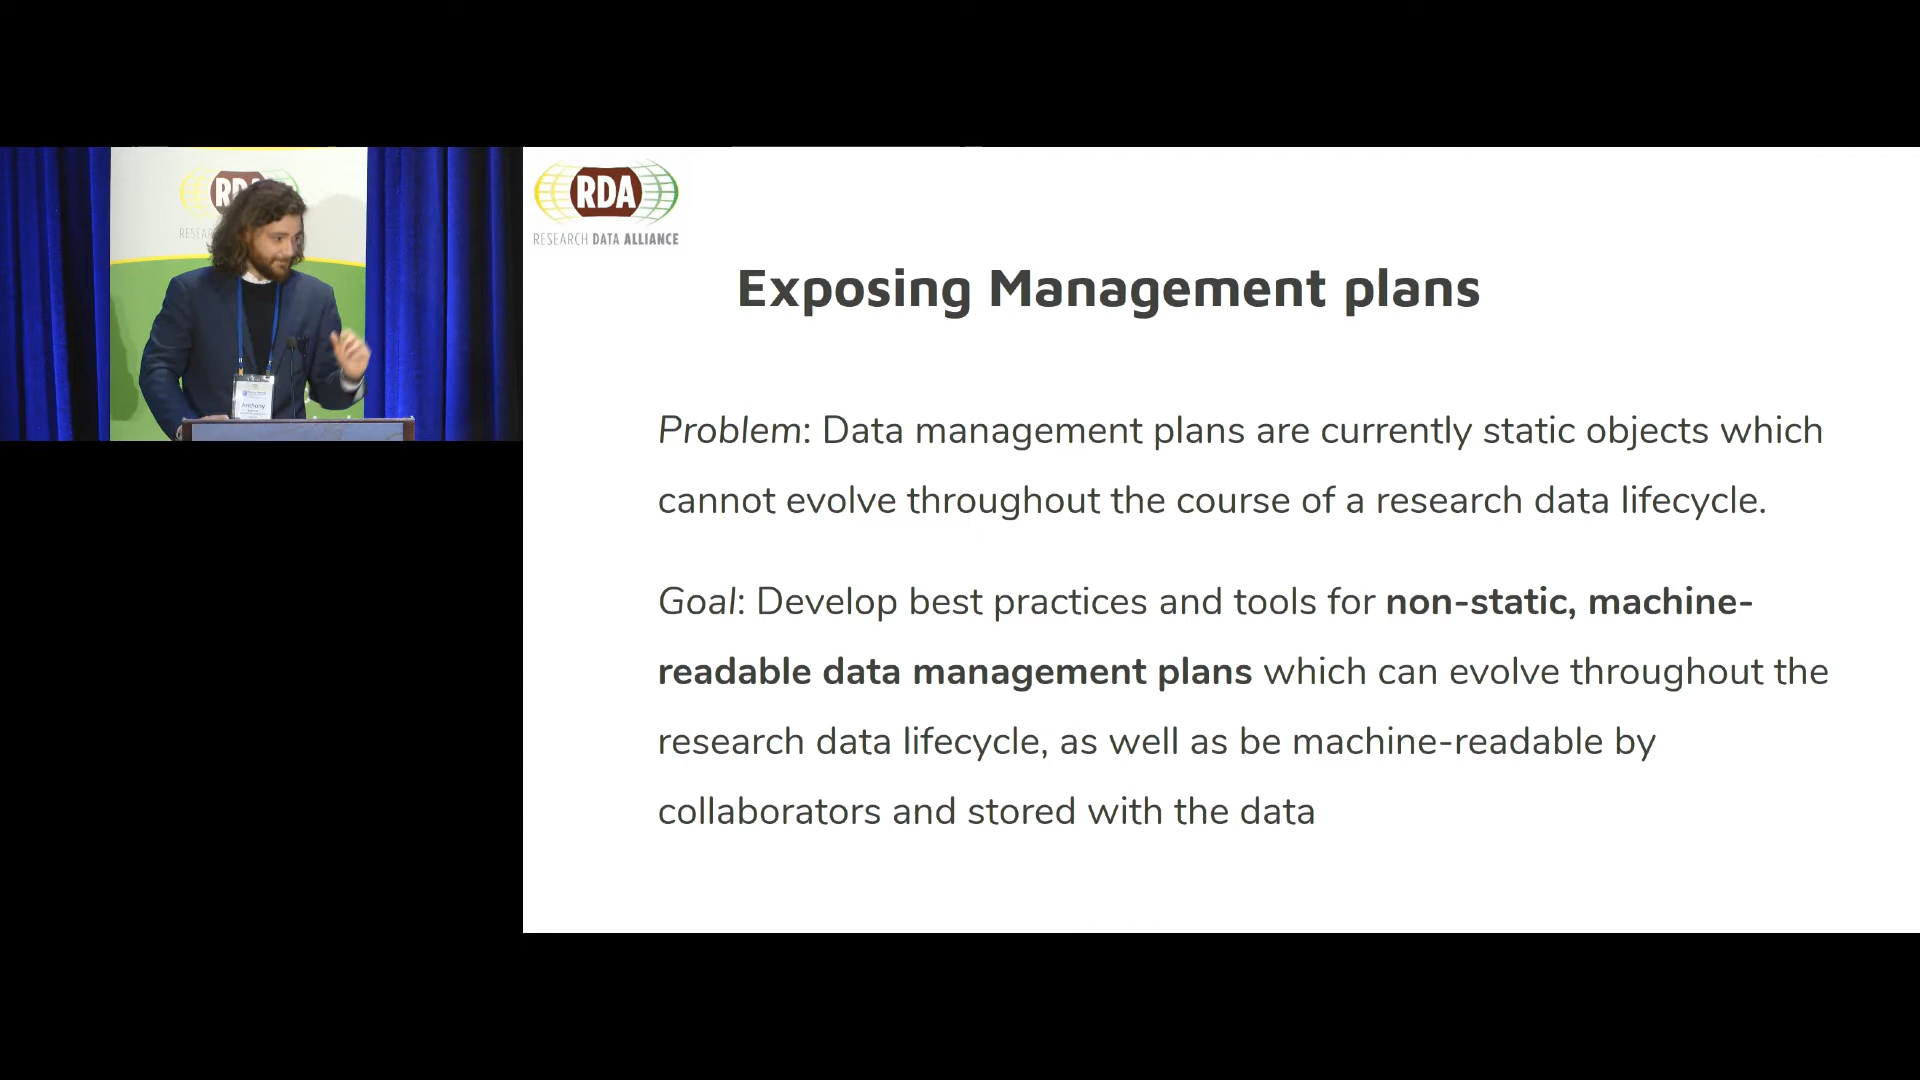 RD
RESEAR
Anthony
RDA
RESEARCH DATA ALLIANCE
Exposing Management plans
Problem: Data management plans are currently static objects which
cannot evolve throughout the course of a research data lifecycle.
Goal: Develop best practices and tools for non-static, machine-
readable data management plans which can evolve throughout the
research data lifecycle, as well as be machine-readable by
collaborators and stored with the data